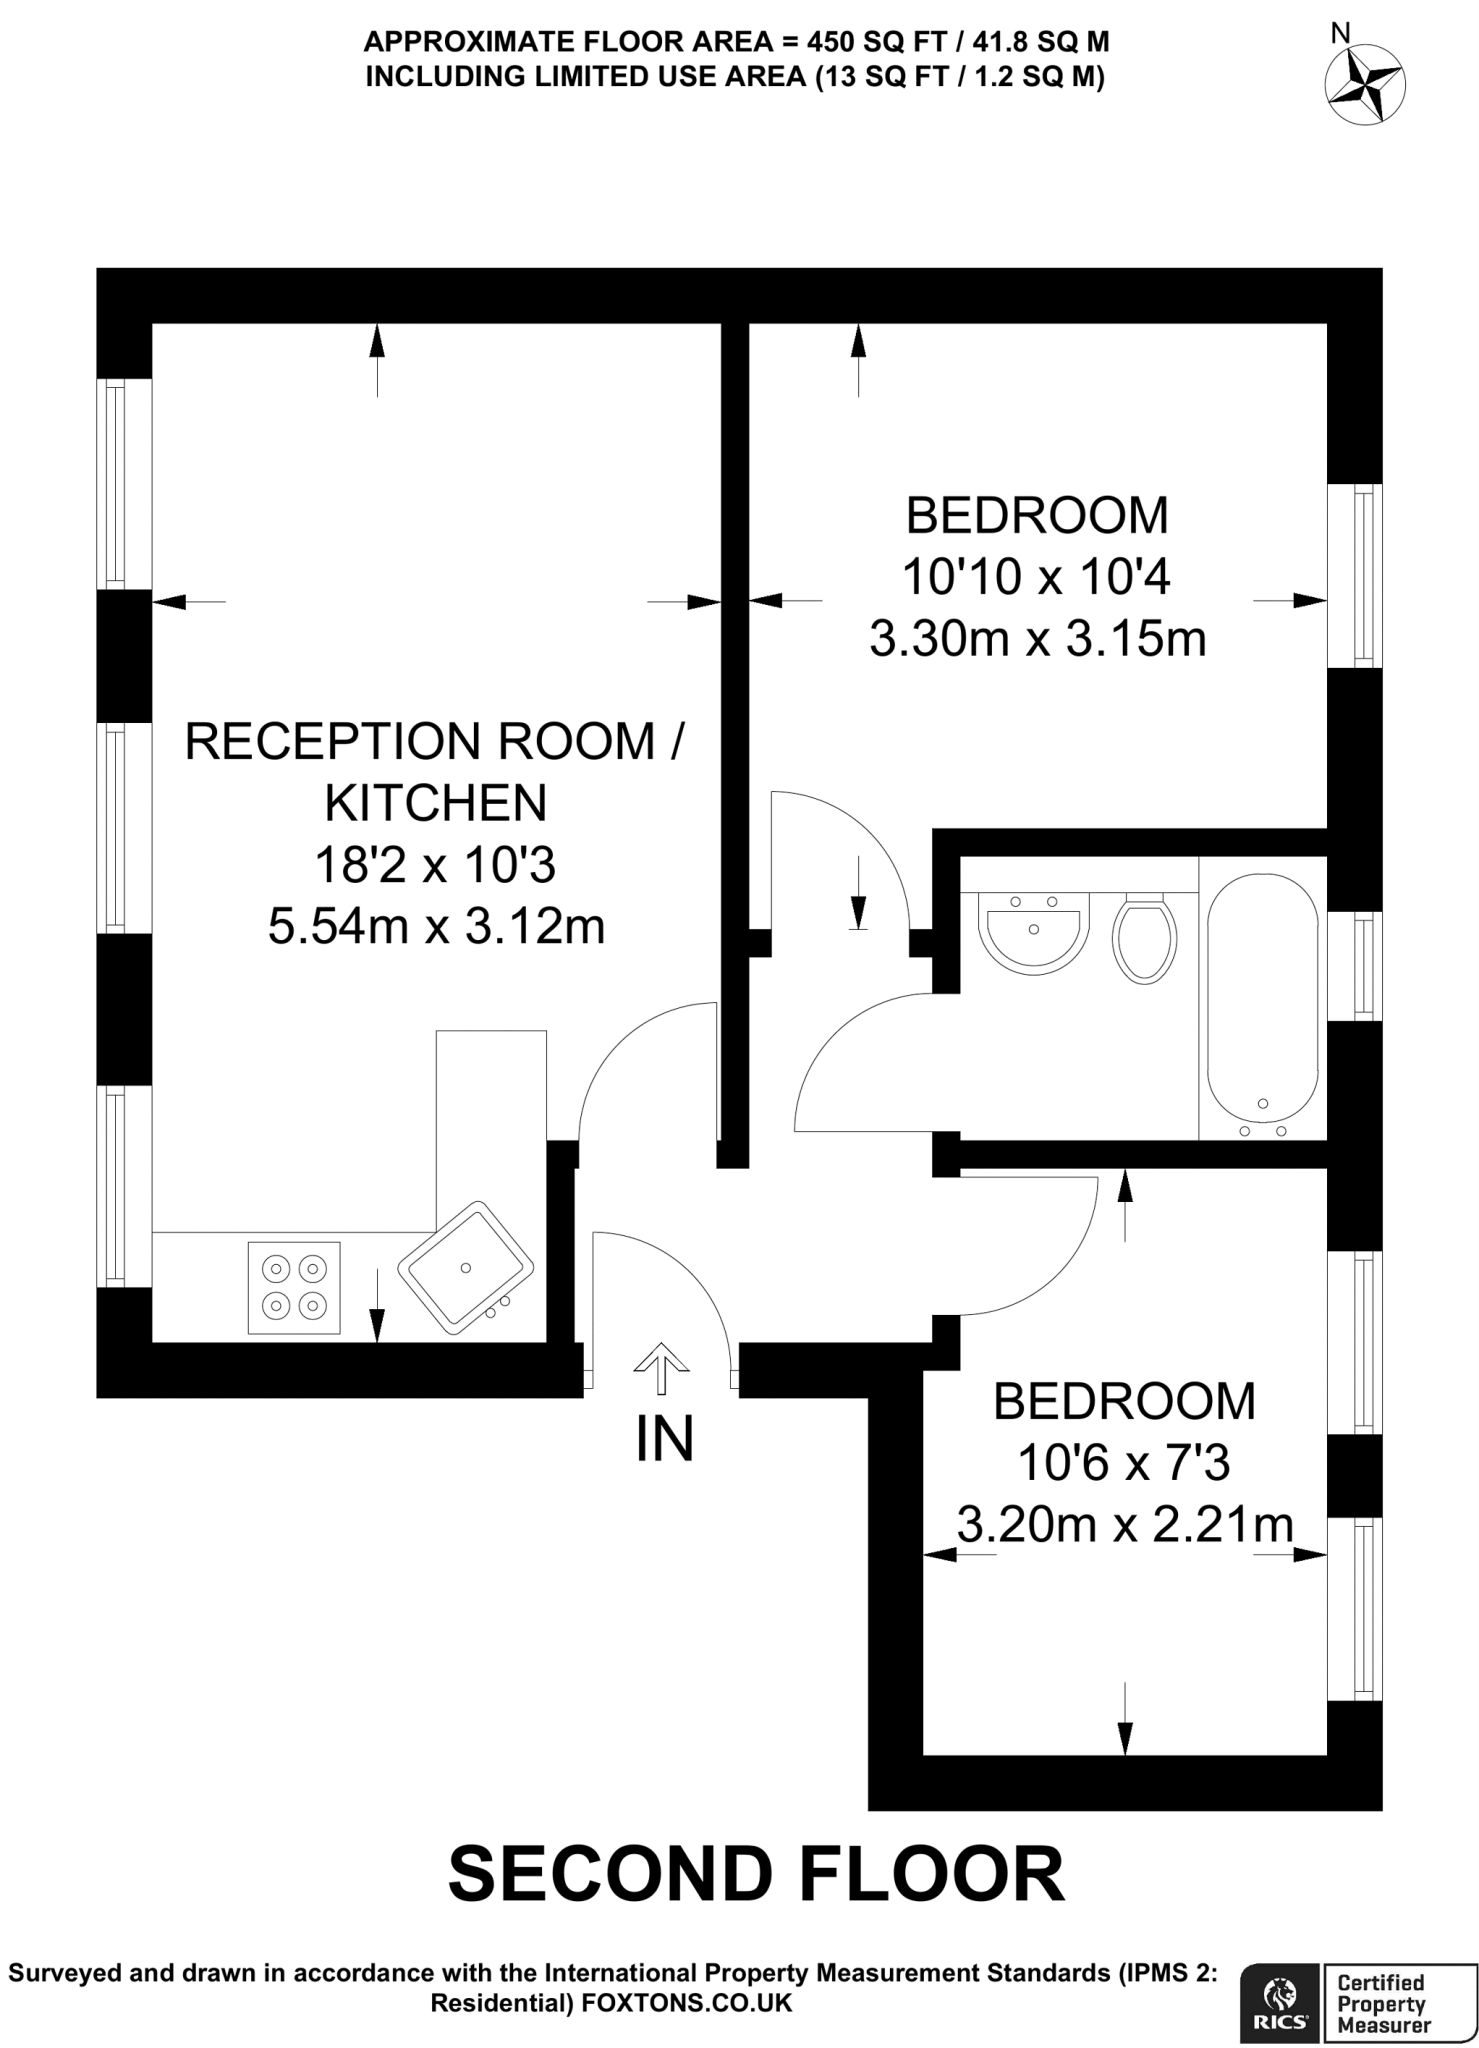 APPROXIMATE FLOOR AREA = 450 SQ FT / 41.8 SQ M
INCLUDING LIMITED USE AREA (13 SQ FT / 1.2 SQ M)
N
BEDROOM
10'10 x 10'4
3.30m x 3.15m
RECEPTION ROOM /
KITCHEN
18'2 x 10'3
5.54m x 3.12m
IN
BEDROOM
10'6 x 7'3
3.20m x 2.21m
SECOND FLOOR
Surveyed and drawn in accordance with the International Property Measurement Standards (IPMS 2:
Residential) FOXTONS.CO.UK
RICS
Certified
Property
Measurer